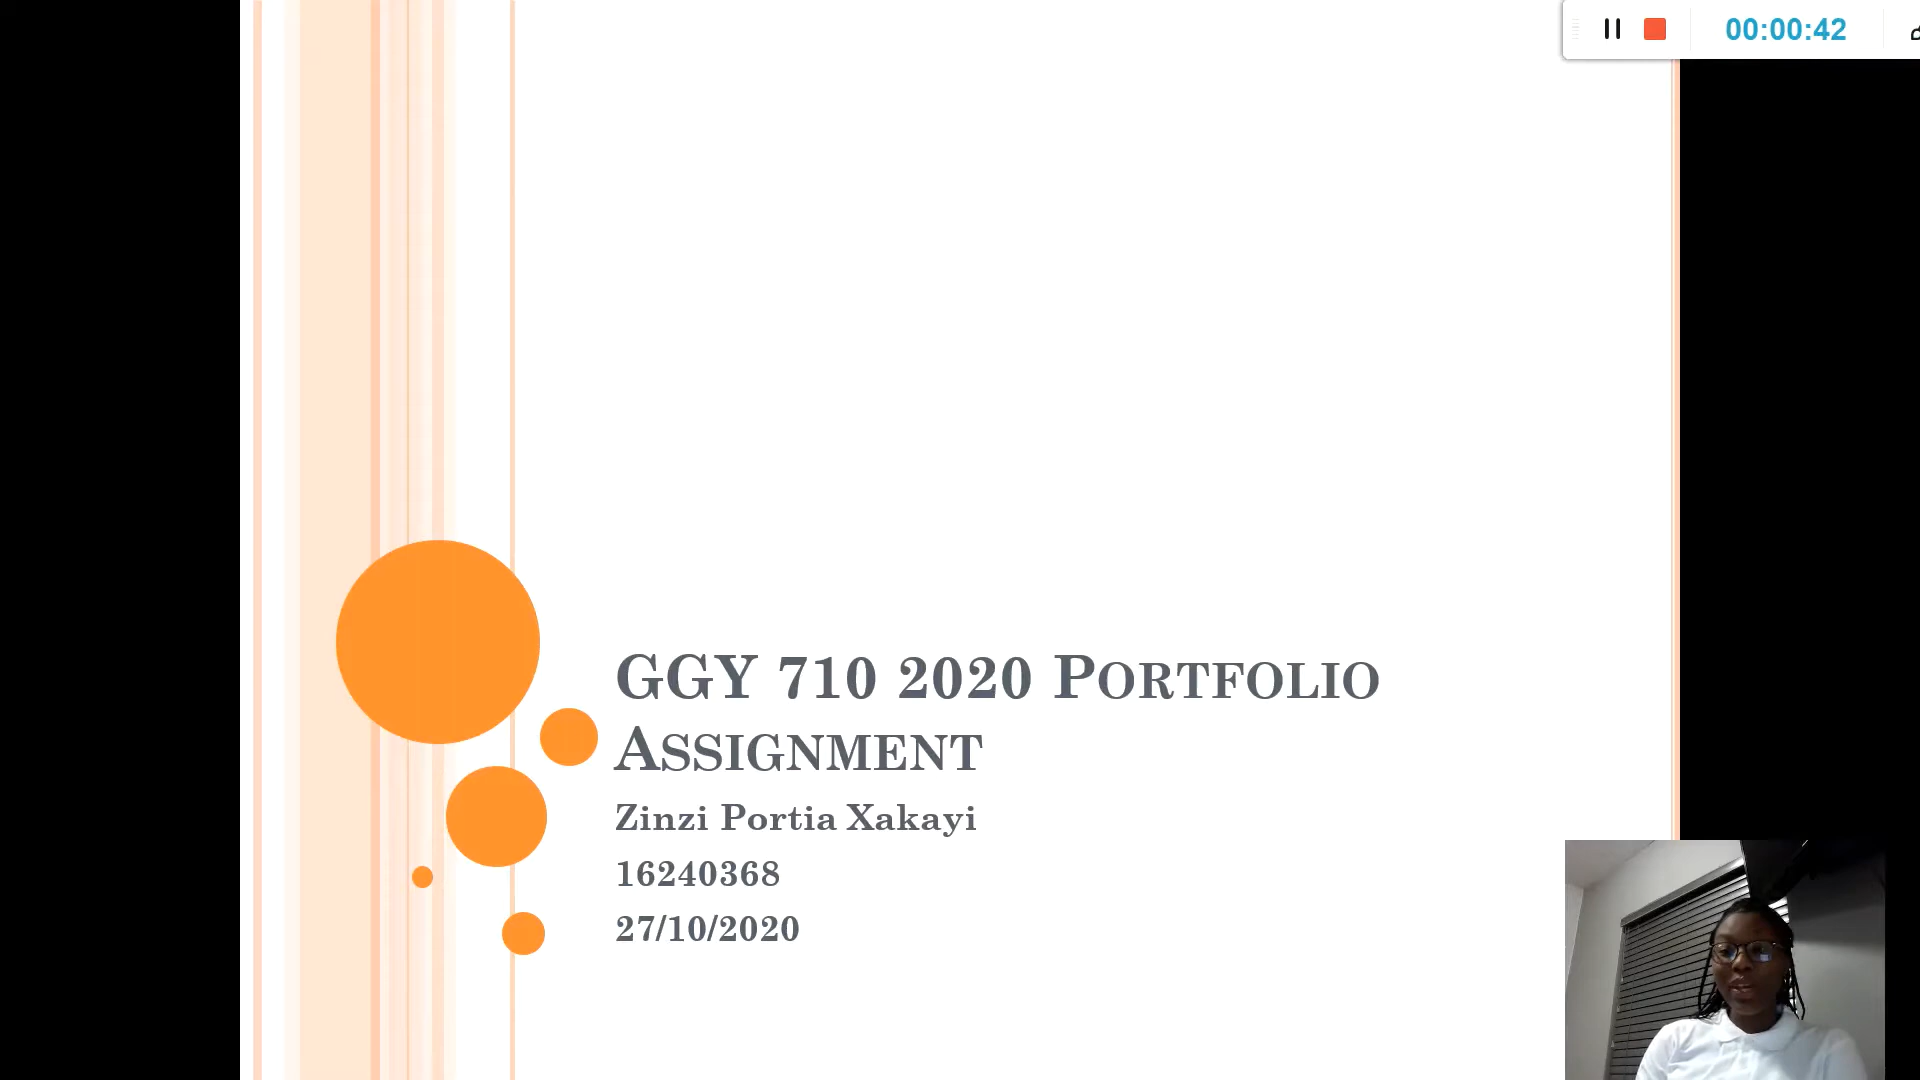 00:00:42
GGY 710 2020 PORTFOLIO
ASSIGNMENT
Zinzi Portia Xakayi
16240368
27/10/2020